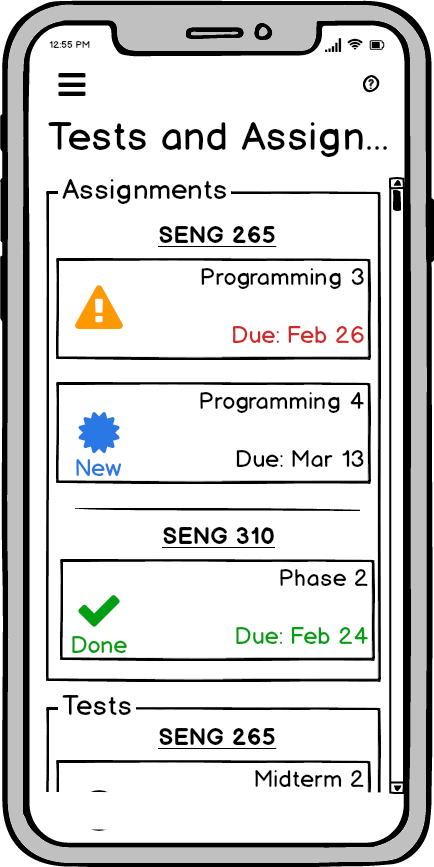 12:55 PM
?
Tests and Assign...
Assignments
SENG 265
Programming 3
Due: Feb 26
Programming 4
New
Due: Mar 13
SENG 310
Phase 2
Done
Due: Feb 24
Tests
SENG 265
Midterm 2